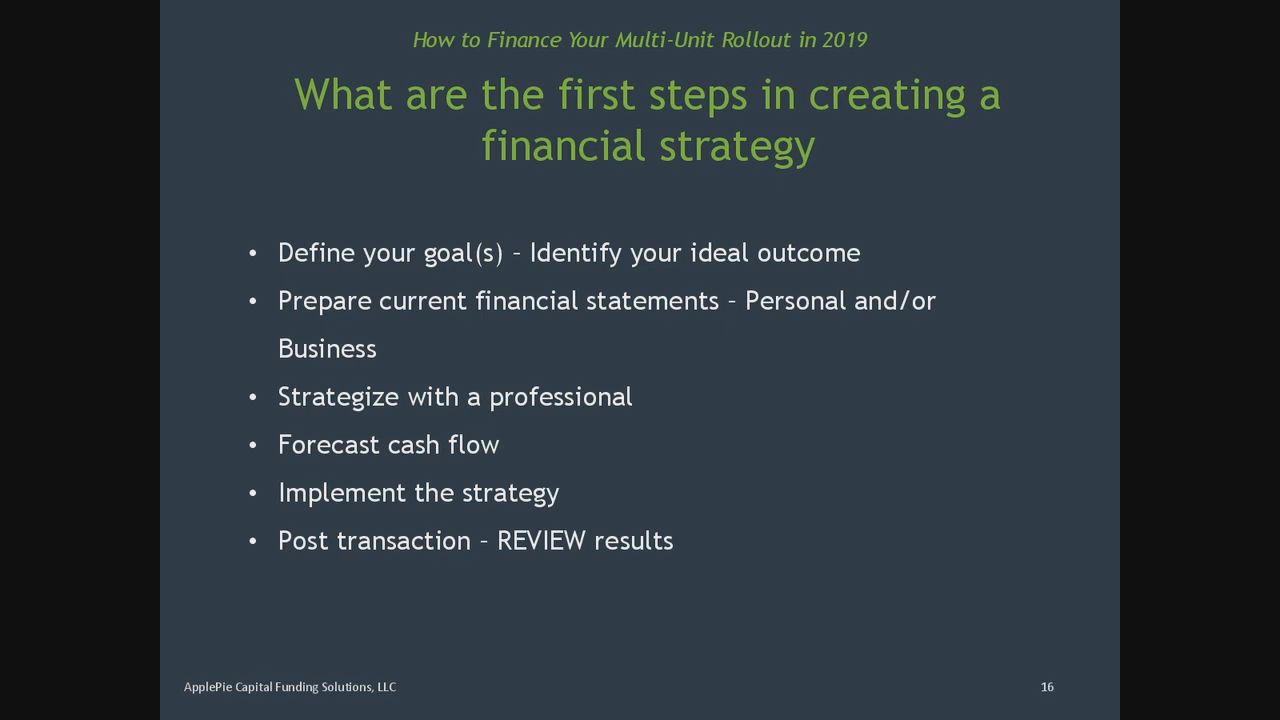 How to Finance Your Multi-Unit Rollout in 2019
What are the first steps in creating a
financial strategy
• Define your goal(s) – Identify your ideal outcome
• Prepare current financial statements – Personal and/or
Business
• Strategize with a professional
• Forecast cash flow
• Implement the strategy
• Post transaction – REVIEW results
ApplePie Capital Funding Solutions, LLC
16